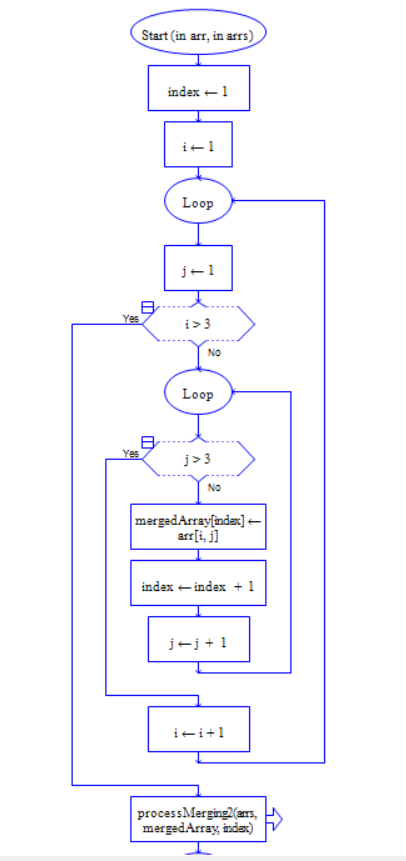 Start (in arr, in arrs)
index ← 1
i ← 1
Loop
j ← 1
i > 3
Yes
No
Loop
j > 3
Yes
No
mergedArray[index] ←
arr[i, j]
index ← index + 1
j ← j + 1
i ← i + 1
processMerging2(arrs,
mergedArray, index)